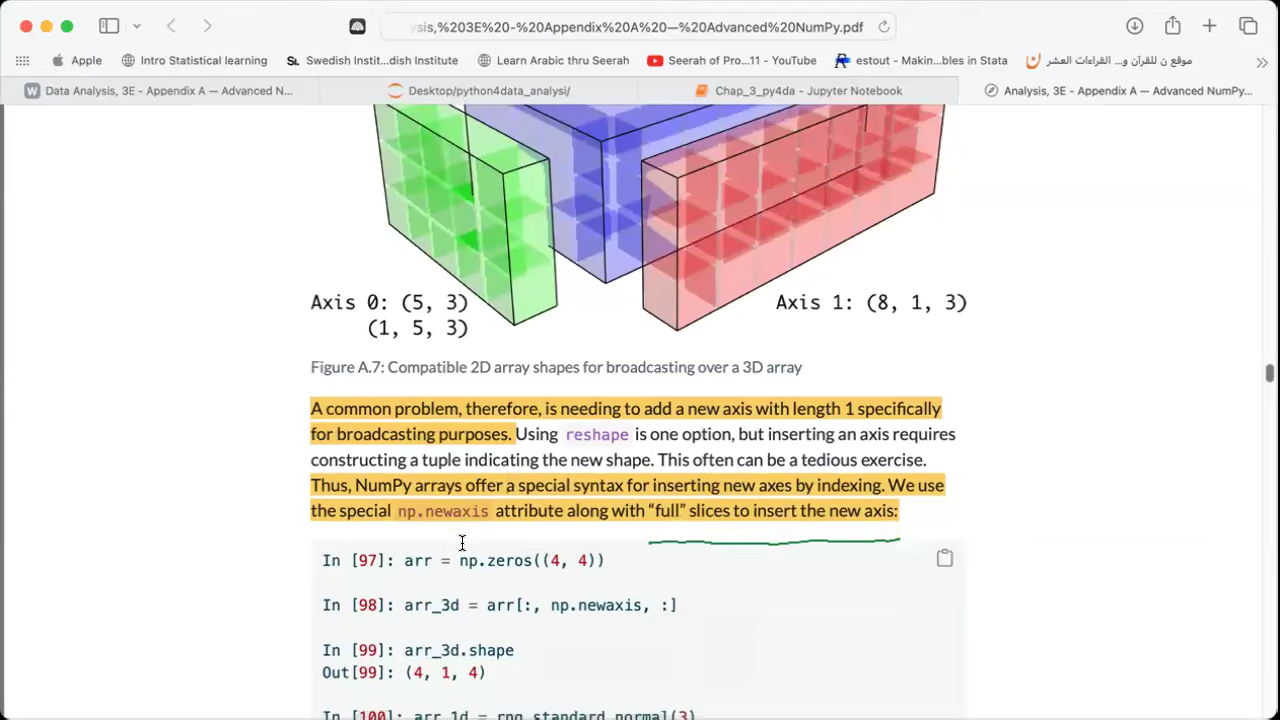 sis,%203E%20-%20Appendix%20A%20—%20Advanced%20NumPy.pdf
Apple
Intro Statistical learning
SL Swedish Instit...dish Institute
Learn Arabic thru Seerah
Seerah of Pro...11 - YouTube
estout - Makin...bles in Stata
موقع ن للقرآن و... القراءات العشر
W Data Analysis, 3E - Appendix A — Advanced N...
Desktop/python4data_analysi/
Chap_3_py4da - Jupyter Notebook
Analysis, 3E - Appendix A — Advanced NumPy...
Axis 0: (5, 3)
(1, 5, 3)
Axis 1: (8, 1, 3)
Figure A.7: Compatible 2D array shapes for broadcasting over a 3D array
A common problem, therefore, is needing to add a new axis with length 1 specifically
for broadcasting purposes. Using reshape is one option, but inserting an axis requires
constructing a tuple indicating the new shape. This often can be a tedious exercise.
Thus, NumPy arrays offer a special syntax for inserting new axes by indexing. We use
the special np.newaxis attribute along with “full” slices to insert the new axis:
In [97]: arr = np.zeros((4, 4))
In [98]: arr_3d = arr[:, np.newaxis, :]
In [99]: arr_3d.shape
Out[99]: (4, 1, 4)
In [100]: arr_1d = rng.standard_normal(3)